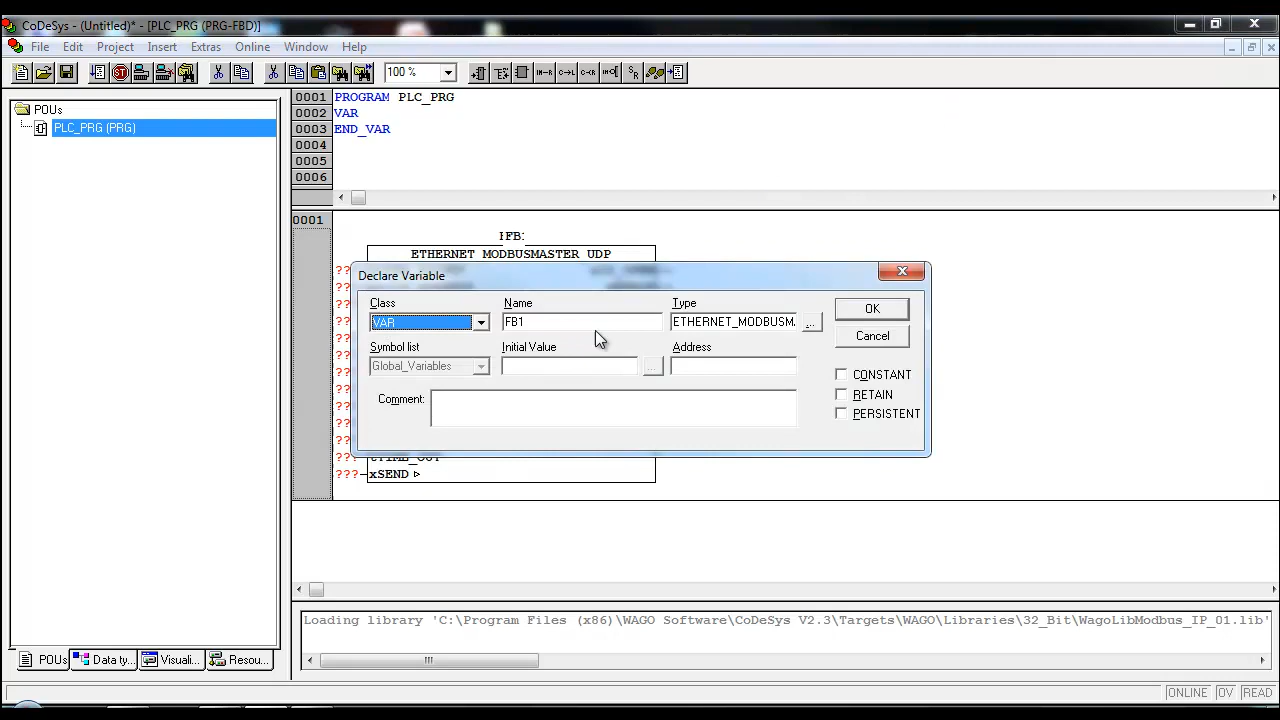 CoDeSys - (Untitled)* - [PLC_PRG (PRG-FBD)]
File Edit Project Insert Extras Online Window Help
100 %
POUs
PLC_PRG (PRG)
0001 PROGRAM PLC_PRG
0002 VAR
0003 END_VAR
0004
0005
0006
0001
FB1
ETHERNET_MODBUSMASTER_UDP
Declare Variable
Class Name Type
VAR FB1 ETHERNET_MODBUSM. ... OK
Symbol list Initial Value Address Cancel
Global_Variables ...
CONSTANT
Comment: RETAIN
PERSISTENT
??
??
??
??
??
??
??
??
??
??
??
???
???
xSEND
Loading library 'C:\Program Files (x86)\WAGO Software\CoDeSys V2.3\Targets\WAGO\Libraries\32_Bit\WagoLibModbus_IP_01.lib'
POUs Data ty... Visuali... Resou...
ONLINE OV READ